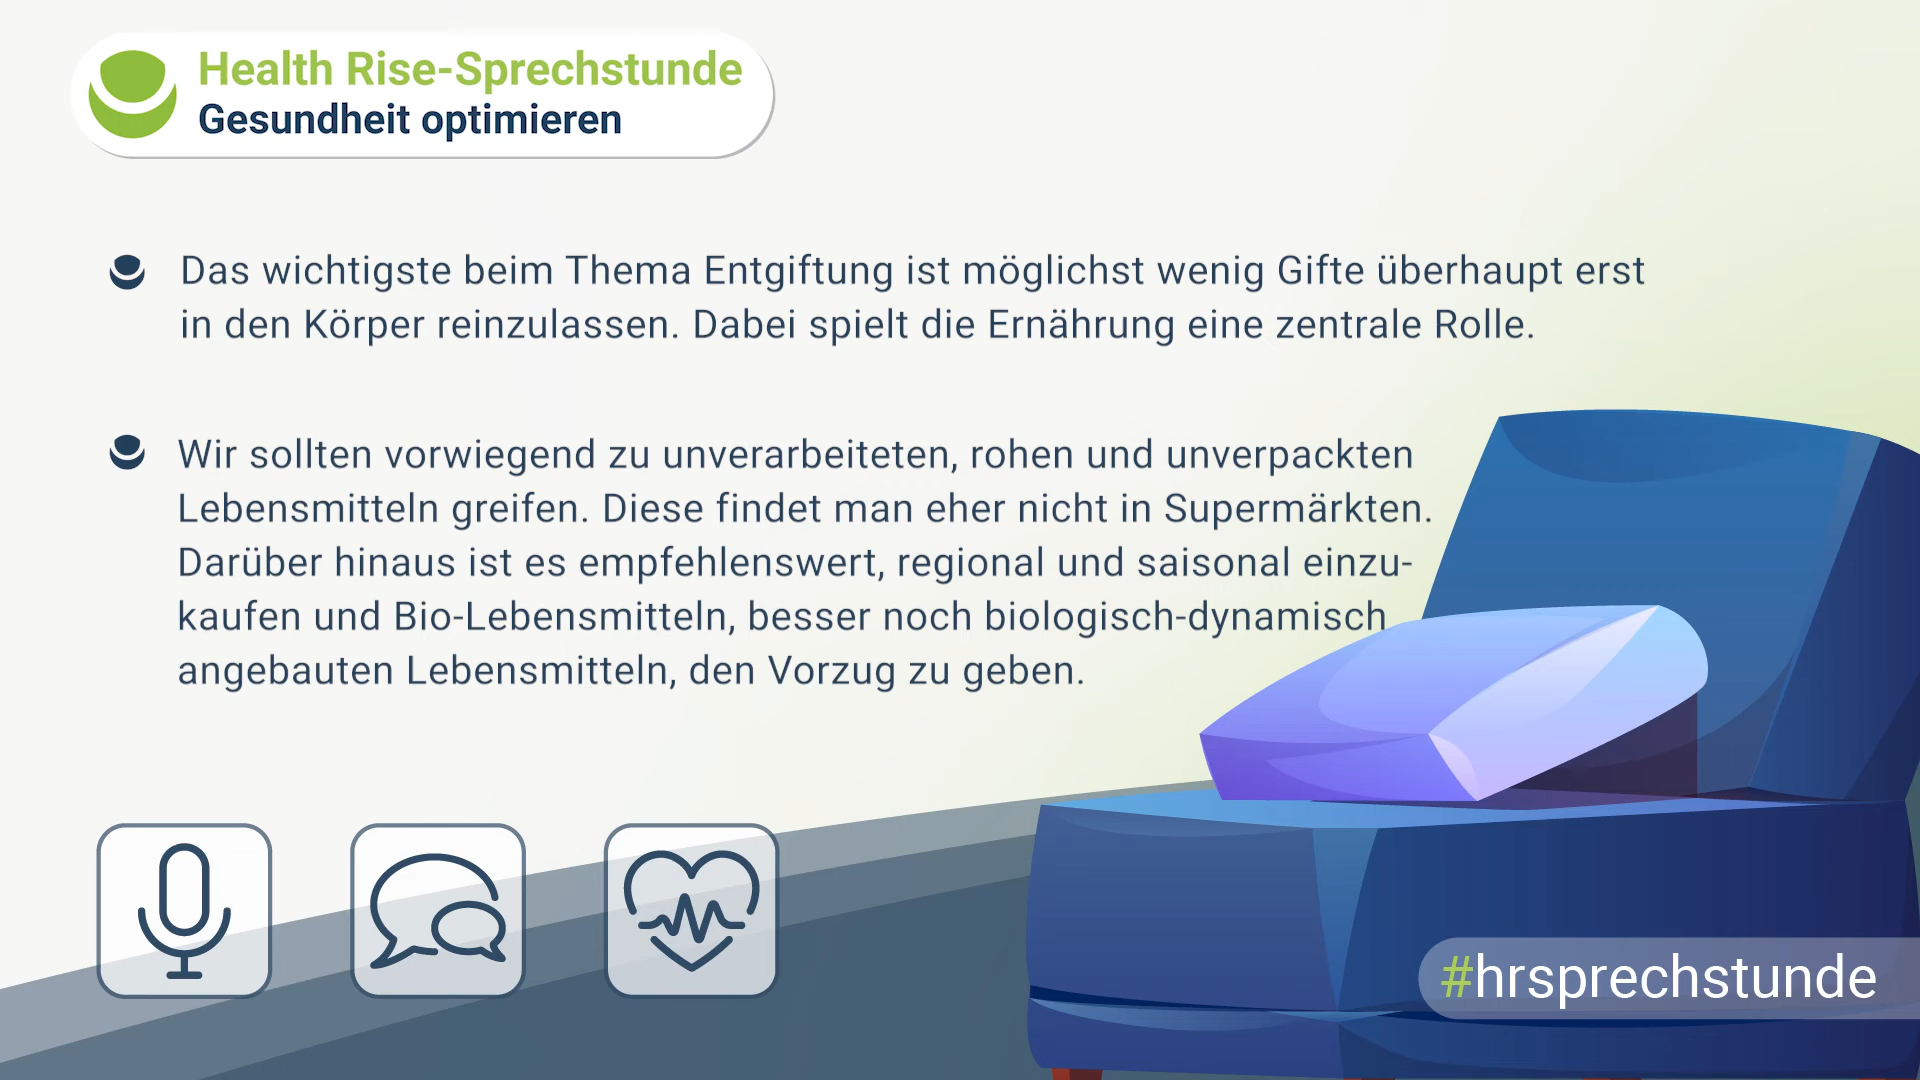 Health Rise-Sprechstunde
Gesundheit optimieren
Das wichtigste beim Thema Entgiftung ist möglichst wenig Gifte überhaupt erst
in den Körper reinzulassen. Dabei spielt die Ernährung eine zentrale Rolle.
Wir sollten vorwiegend zu unverarbeiteten, rohen und unverpackten
Lebensmitteln greifen. Diese findet man eher nicht in Supermärkten.
Darüber hinaus ist es empfehlenswert, regional und saisonal einzu-
kaufen und Bio-Lebensmitteln, besser noch biologisch-dynamisch
angebauten Lebensmitteln, den Vorzug zu geben.
#hrsprechstunde